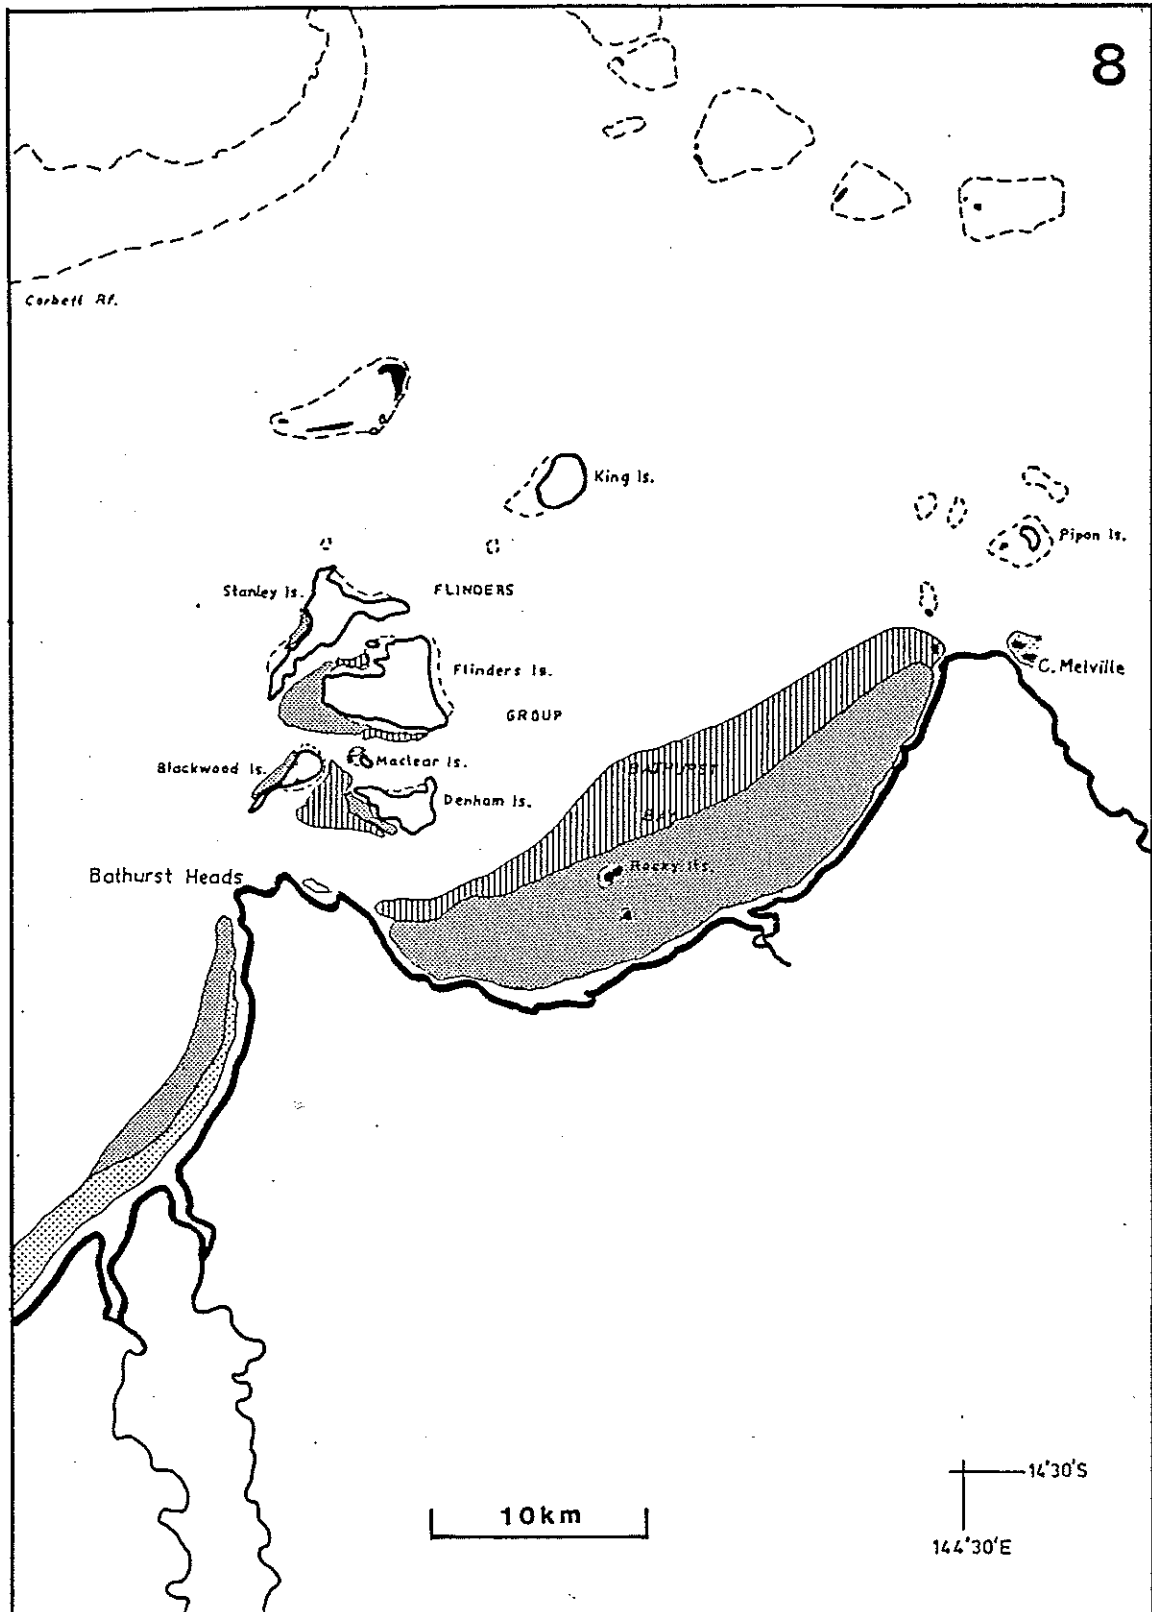 8
Corbett Rf.
King Is.
Pipon Is.
Stanley Is.
FLINDERS
Flinders Is.
C. Melville
GROUP
Blackwood Is.
Maclear Is.
BATHURST
Denham Is.
BAY
Bathurst Heads
Rocky Its.
14°30'S
10km
144°30'E